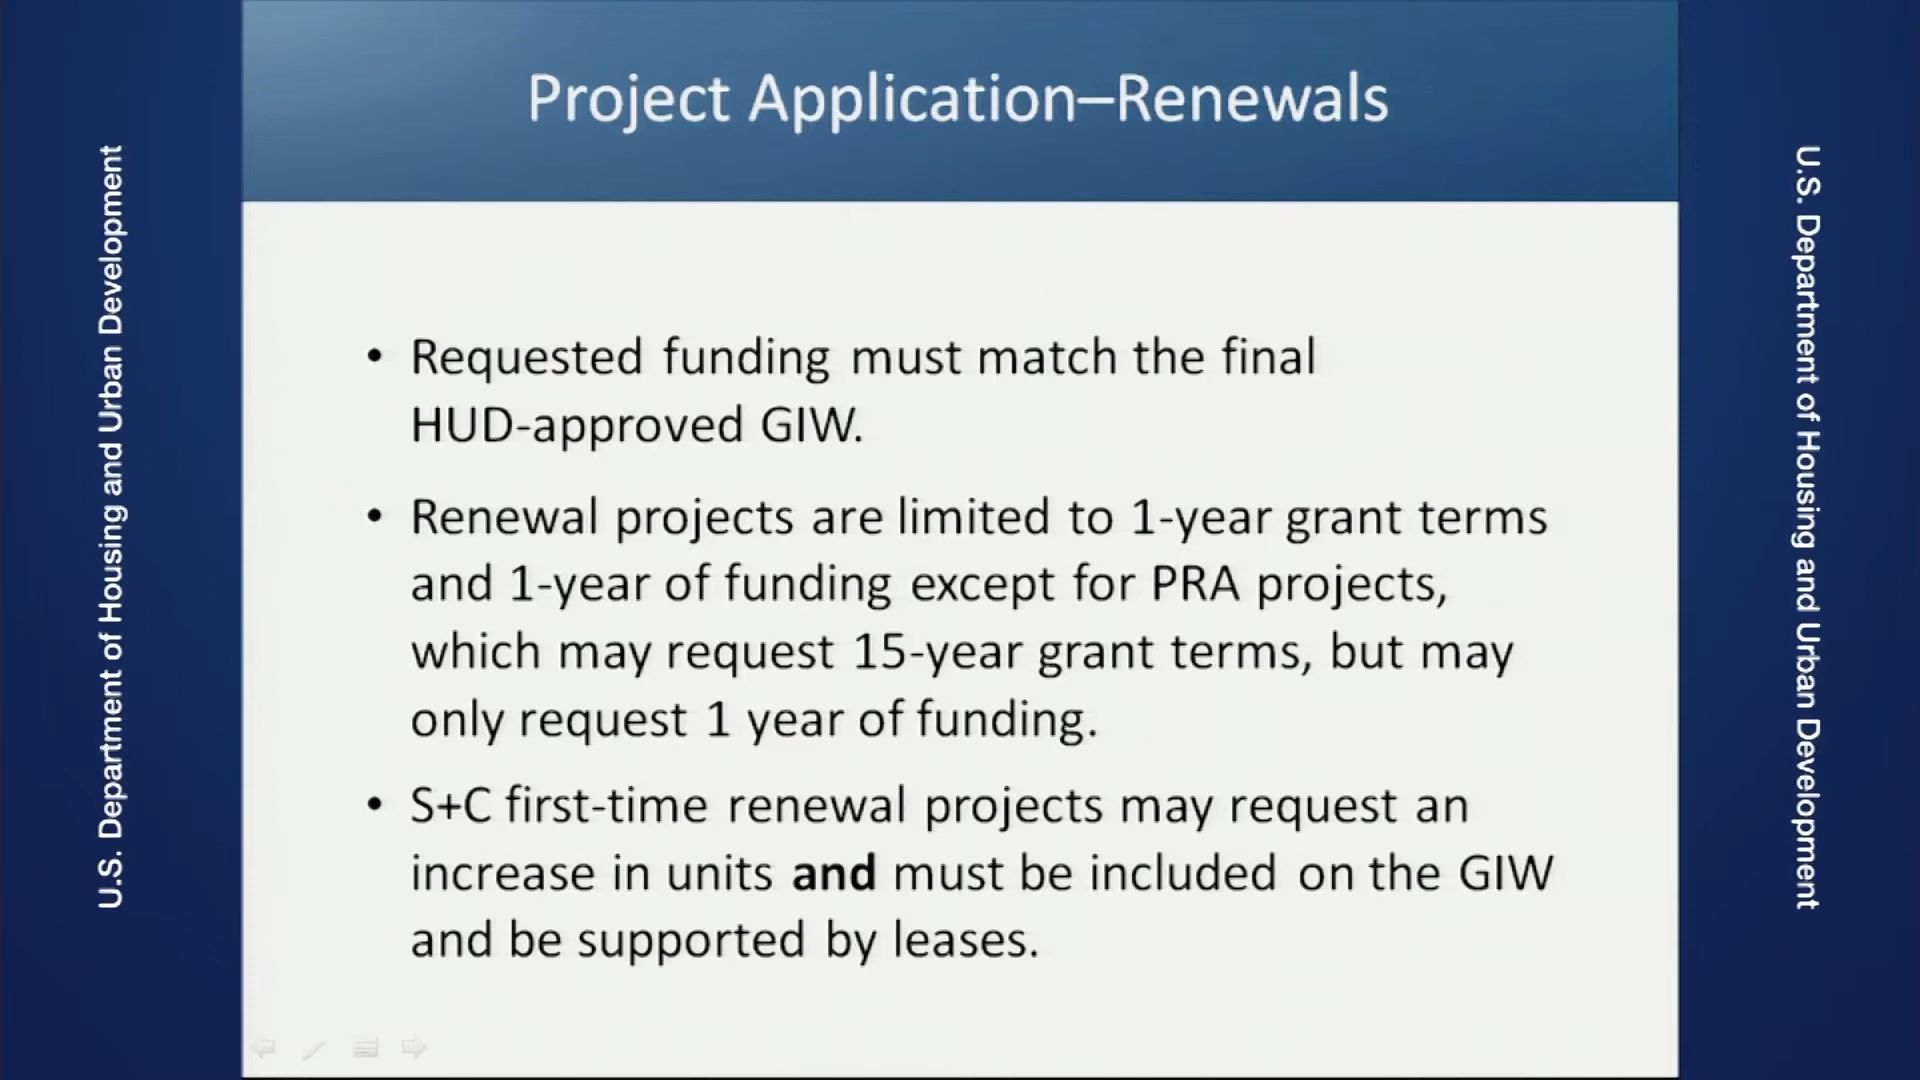 U.S. Department of Housing and Urban Development
Project Application–Renewals
• Requested funding must match the final
HUD-approved GIW.
• Renewal projects are limited to 1-year grant terms
and 1-year of funding except for PRA projects,
which may request 15-year grant terms, but may
only request 1 year of funding.
• S+C first-time renewal projects may request an
increase in units and must be included on the GIW
and be supported by leases.
U.S. Department of Housing and Urban Development